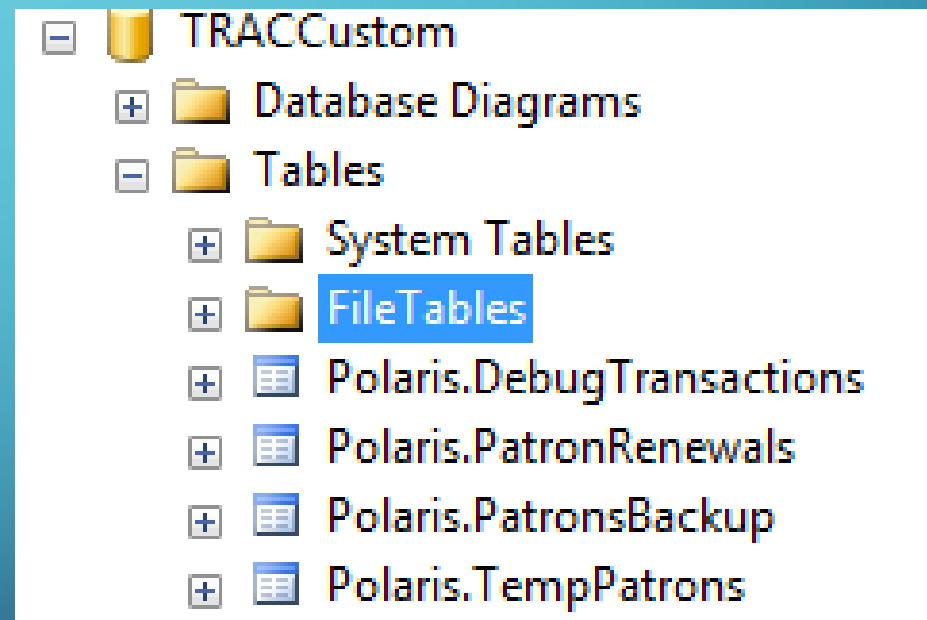 TRACCustom
Database Diagrams
Tables
System Tables
FileTables
Polaris.DebugTransactions
Polaris.PatronRenewals
Polaris.PatronsBackup
Polaris.TempPatrons